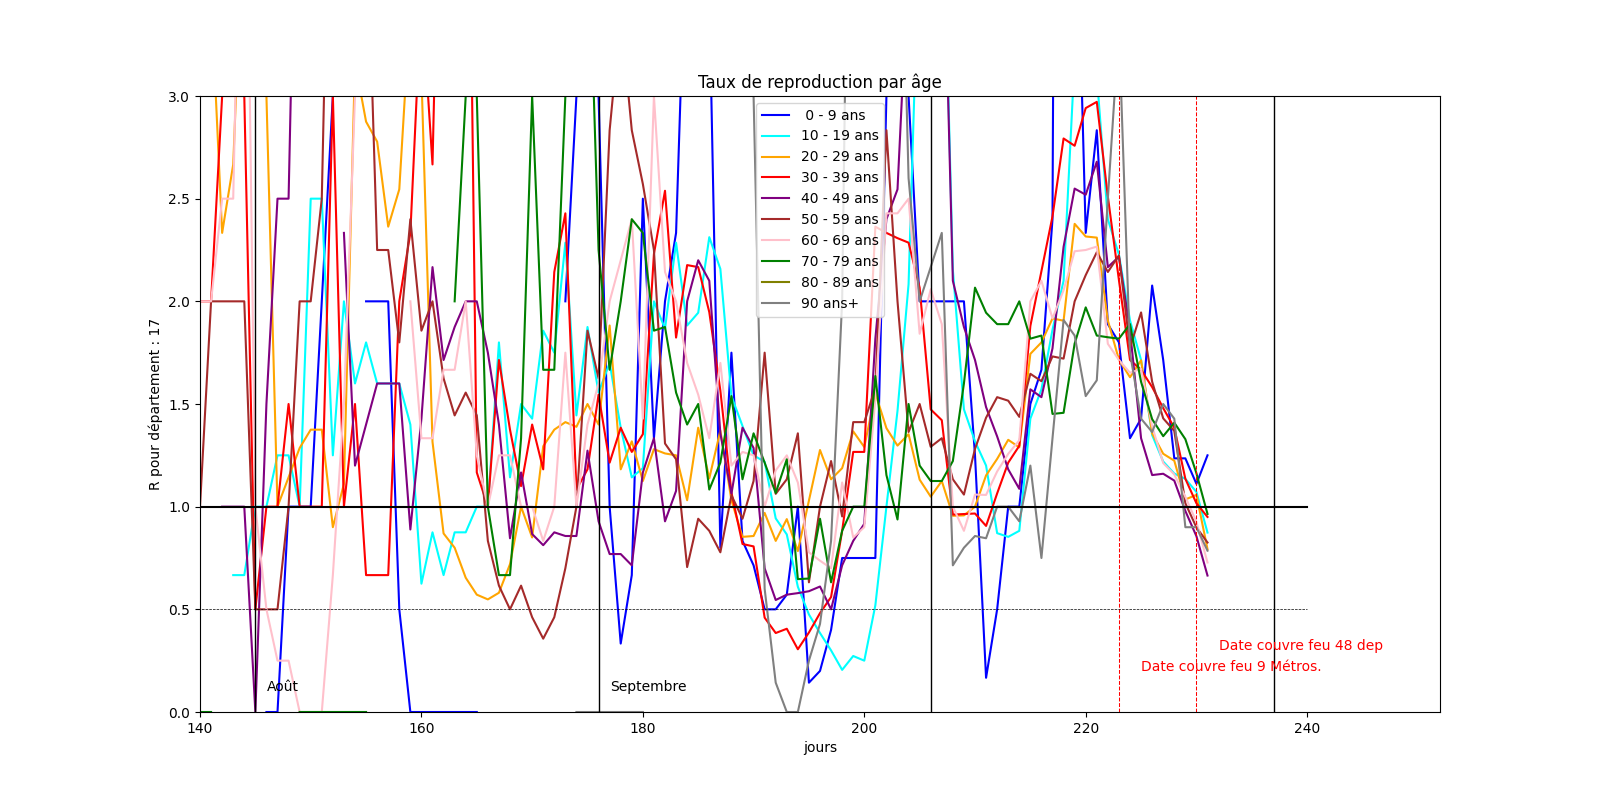 Taux de reproduction par âge
R pour département : 17
3.0
2.5
2.0
1.5
1.0
0.5
0.0
0 - 9 ans
10 - 19 ans
20 - 29 ans
30 - 39 ans
40 - 49 ans
50 - 59 ans
60 - 69 ans
70 - 79 ans
80 - 89 ans
90 ans+
Date couvre feu 48 dep
Date couvre feu 9 Métros.
Août
Septembre
140
160
180
200
220
240
jours